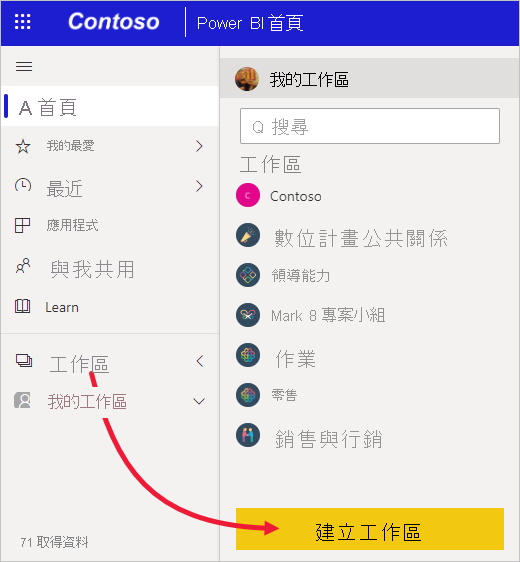 Contoso
Power BI 首頁
A 首頁
我的最愛
最近
應用程式
與我共用
Learn
工作區
我的工作區
71 取得資料
我的工作區
Q 搜尋
工作區
C Contoso
數位計畫公共關係
領導能力
Mark 8 專案小組
作業
零售
銷售與行銷
建立工作區